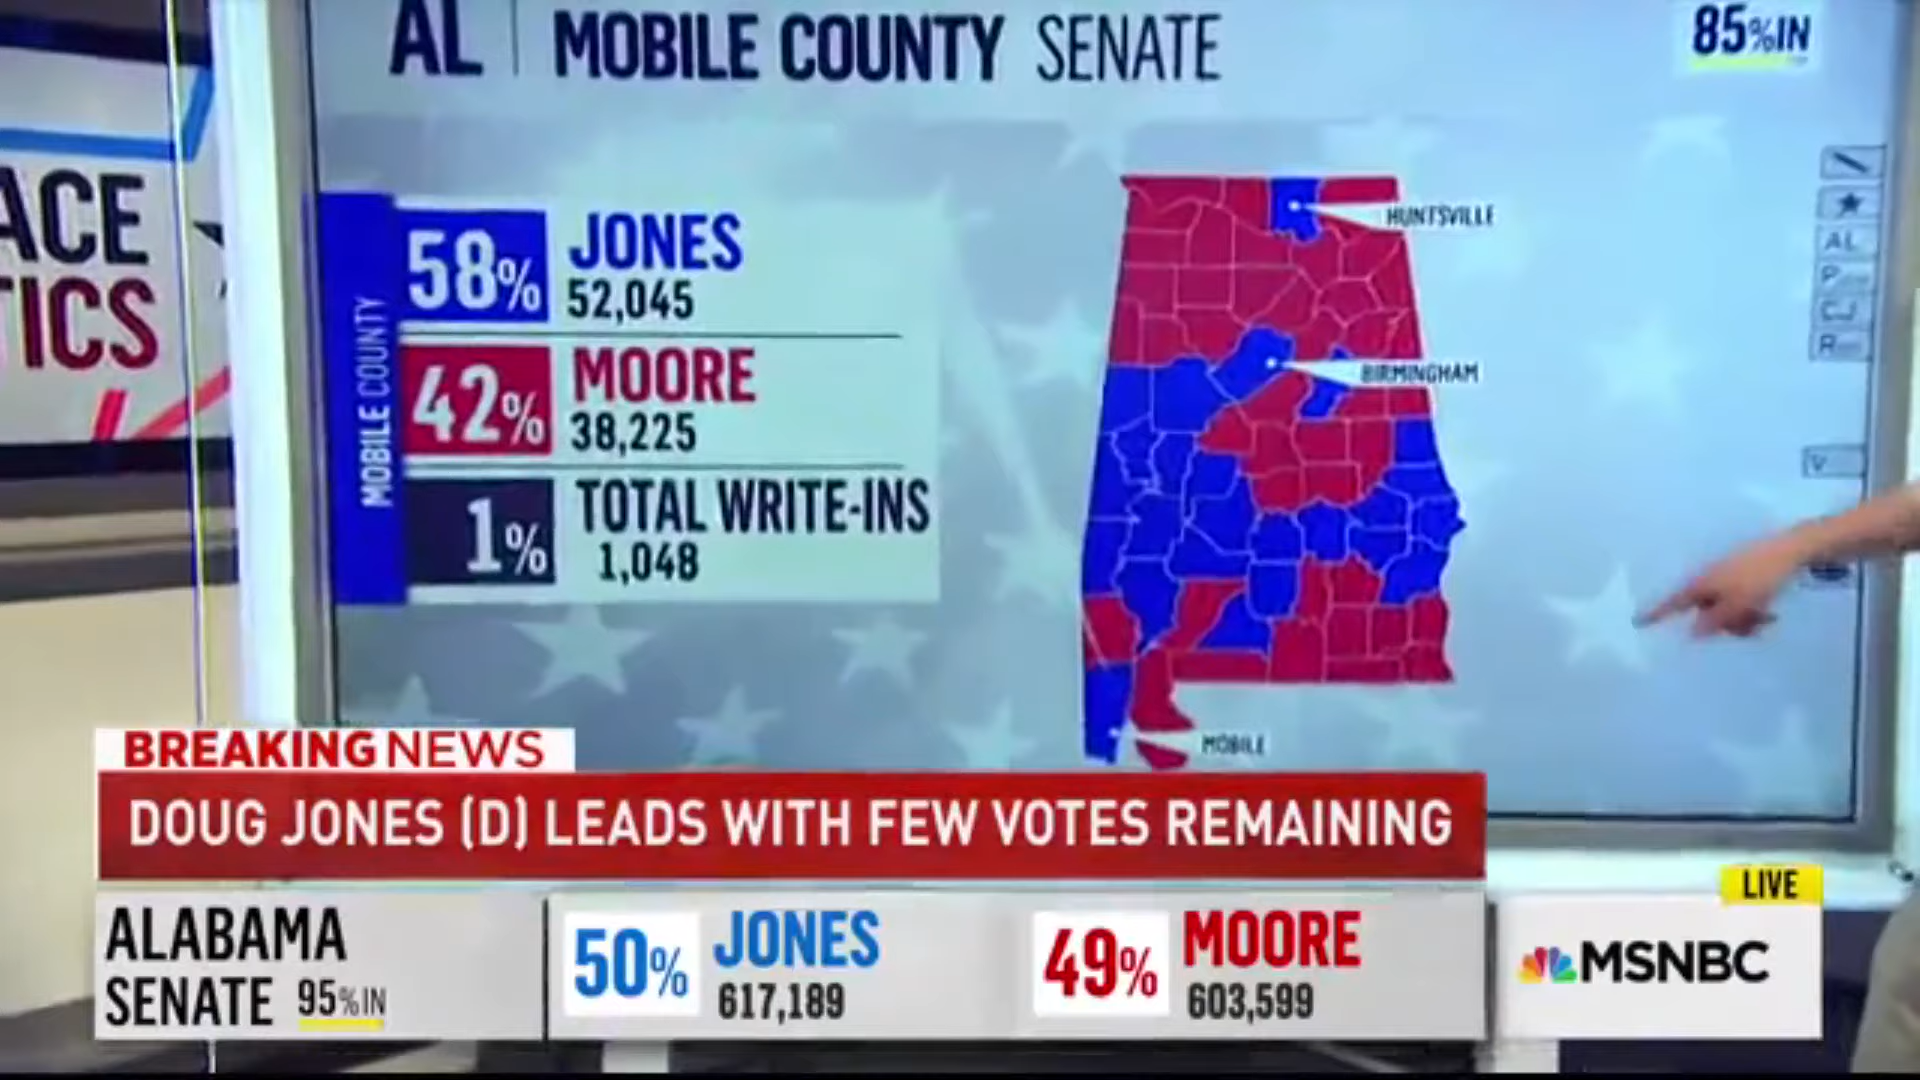 AL MOBILE COUNTY SENATE
85%IN
ACE
TICS
MOBILE COUNTY
58% JONES
52,045
42% MOORE
38,225
1% TOTAL WRITE-INS
1,048
HUNTSVILLE
BIRMINGHAM
MOBILE
AL
CJ
V
BREAKING NEWS
DOUG JONES (D) LEADS WITH FEW VOTES REMAINING
ALABAMA
SENATE 95%IN
50% JONES
617,189
49% MOORE
603,599
LIVE
MSNBC